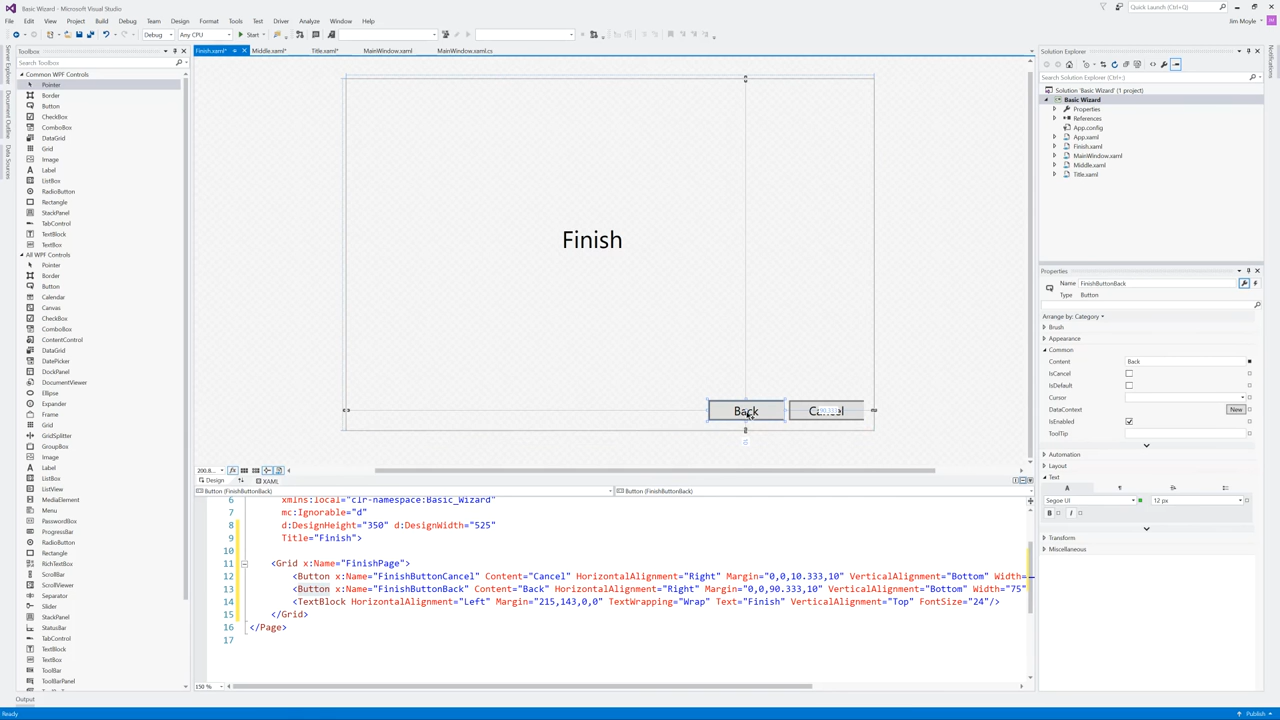 Basic Wizard - Microsoft Visual Studio
Quick Launch (Ctrl+Q)
File Edit View Project Build Debug Team Design Format Tools Test Driver Analyze Window Help
Jim Moyle JM
Debug Any CPU Start
Toolbox
Finish.xaml* Middle.xaml* Title.xaml* MainWindow.xaml MainWindow.xaml.cs
Search Toolbox
Common WPF Controls
Pointer
Border
Button
CheckBox
ComboBox
DataGrid
Grid
Image
Label
ListBox
RadioButton
Rectangle
StackPanel
TabControl
TextBlock
TextBox
All WPF Controls
Pointer
Border
Button
Calendar
Canvas
CheckBox
ComboBox
ContentControl
DataGrid
DatePicker
DockPanel
DocumentViewer
Ellipse
Expander
Frame
Grid
GridSplitter
GroupBox
Image
Label
ListBox
ListView
MediaElement
Menu
PasswordBox
ProgressBar
RadioButton
Rectangle
RichTextBox
ScrollBar
ScrollViewer
Separator
Slider
StackPanel
StatusBar
TabControl
TextBlock
TextBox
ToolBar
ToolBarPanel
Server Explorer
Document Outline
Data Sources
Finish
Back Cancel
200.8...
Design XAML
Button (FinishButtonBack) Button (FinishButtonBack)
6 xmlns:local="clr-namespace:Basic_Wizard"
7 mc:Ignorable="d"
8 d:DesignHeight="350" d:DesignWidth="525"
9 Title="Finish">
10
11 <Grid x:Name="FinishPage">
12 <Button x:Name="FinishButtonCancel" Content="Cancel" HorizontalAlignment="Right" Margin="0,0,10.333,10" VerticalAlignment="Bottom" Width=
13 <Button x:Name="FinishButtonBack" Content="Back" HorizontalAlignment="Right" Margin="0,0,90.333,10" VerticalAlignment="Bottom" Width="75"
14 <TextBlock HorizontalAlignment="Left" Margin="215,143,0,0" TextWrapping="Wrap" Text="Finish" VerticalAlignment="Top" FontSize="24"/>
15 </Grid>
16 </Page>
17
150 %
Solution Explorer
Search Solution Explorer (Ctrl+;)
Solution 'Basic Wizard' (1 project)
Basic Wizard
Properties
References
App.config
App.xaml
Finish.xaml
MainWindow.xaml
Middle.xaml
Title.xaml
Properties
Name FinishButtonBack
Type Button
Arrange by: Category
Brush
Appearance
Common
Content Back
IsCancel
IsDefault
Cursor
DataContext New
IsEnabled
ToolTip
Automation
Layout
Text
Segoe UI 12 px
B I
Transform
Miscellaneous
Notifications
Output
Ready
Publish